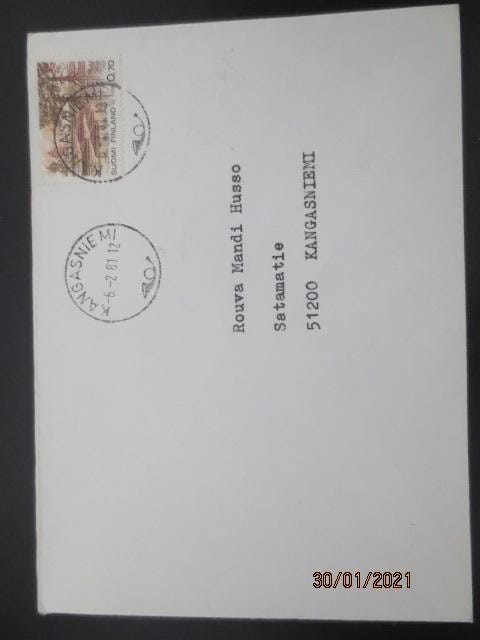 0,70
SUOMI FINLAND
KANGASNIEMI
-6.-2.81 12
Rouva Mandi Husso
Satamatie
51200 KANGASNIEMI
30/01/2021